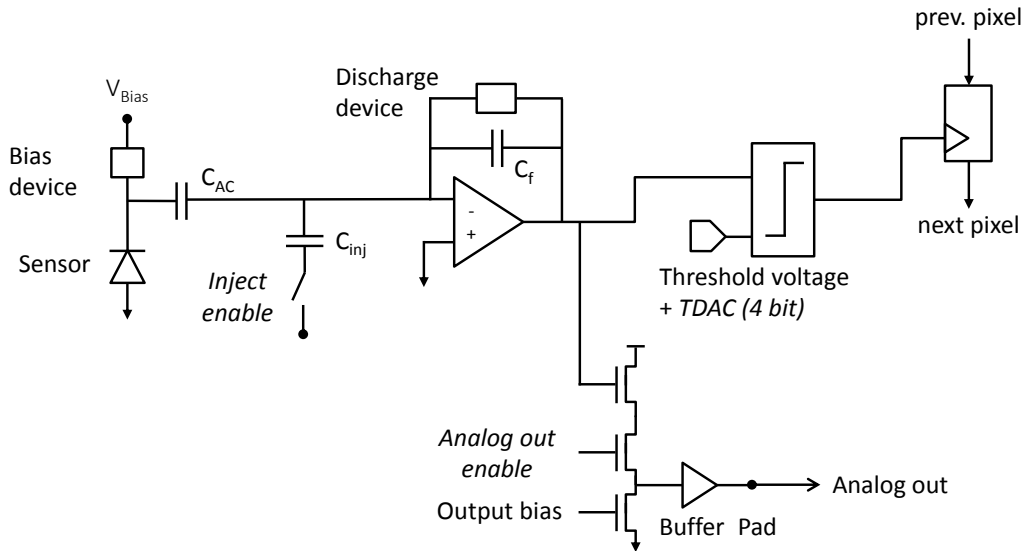 prev. pixel
V_Bias
Discharge
device
Bias
device
C_AC
C_f
-
+
C_inj
next pixel
Sensor
Inject
enable
Threshold voltage
+ TDAC (4 bit)
Analog out
enable
Output bias
Buffer
Pad
Analog out